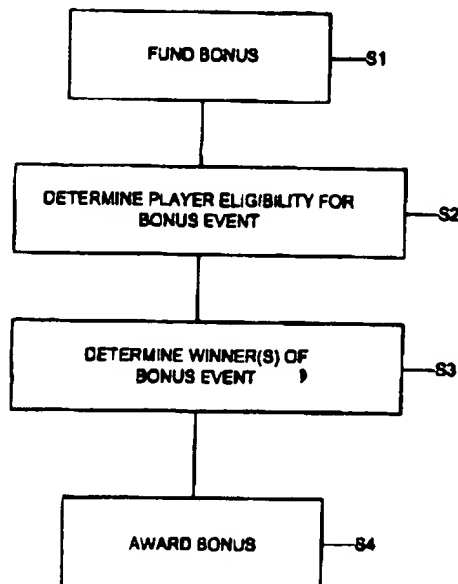 FUND BONUS
S1
DETERMINE PLAYER ELIGIBILITY FOR
BONUS EVENT
S2
DETERMINE WINNER(S) OF
BONUS EVENT
S3
AWARD BONUS
S4